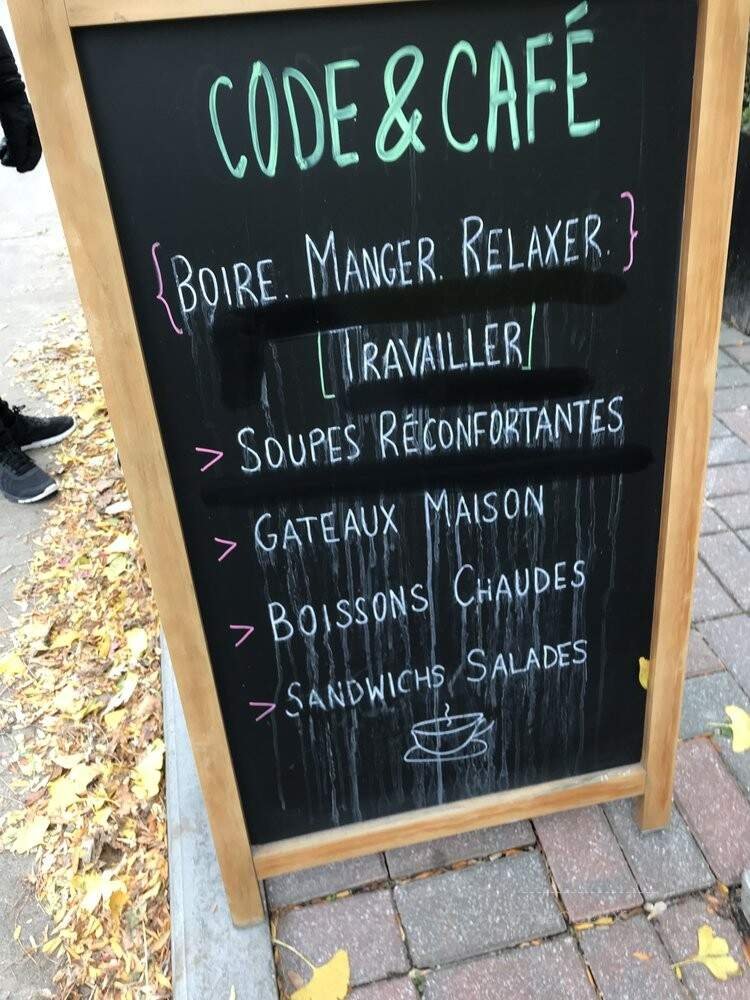 CODE & CAFÉ
{BOIRE. MANGER. RELAXER.}
[TRAVAILLER]
> SOUPES RÉCONFORTANTES
> GATEAUX MAISON
> BOISSONS CHAUDES
> SANDWICHS SALADES